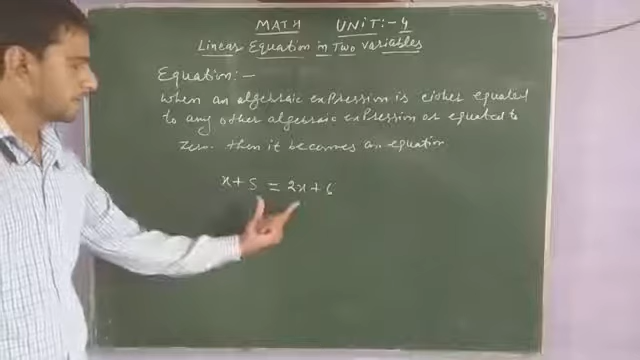 MATH UNIT:- 4
Linear Equation in Two Variables
Equation:-
when an algebraic expression is either equated
to any other algebraic expression or equated to
zero. then it becomes an equation
x+5 = 2x+6